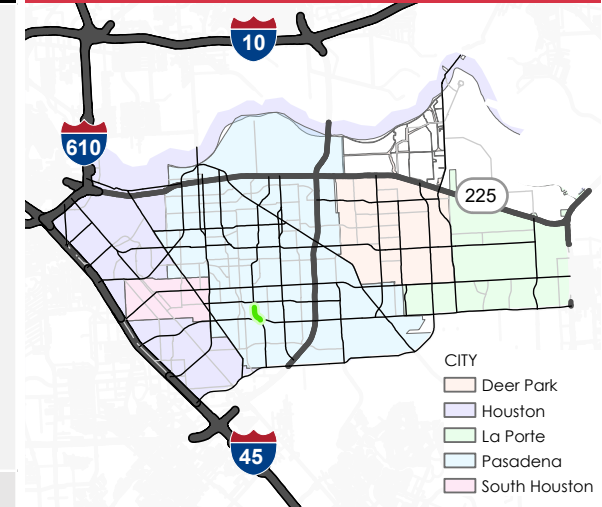 10
610
225
CITY
Deer Park
Houston
La Porte
Pasadena
South Houston
45